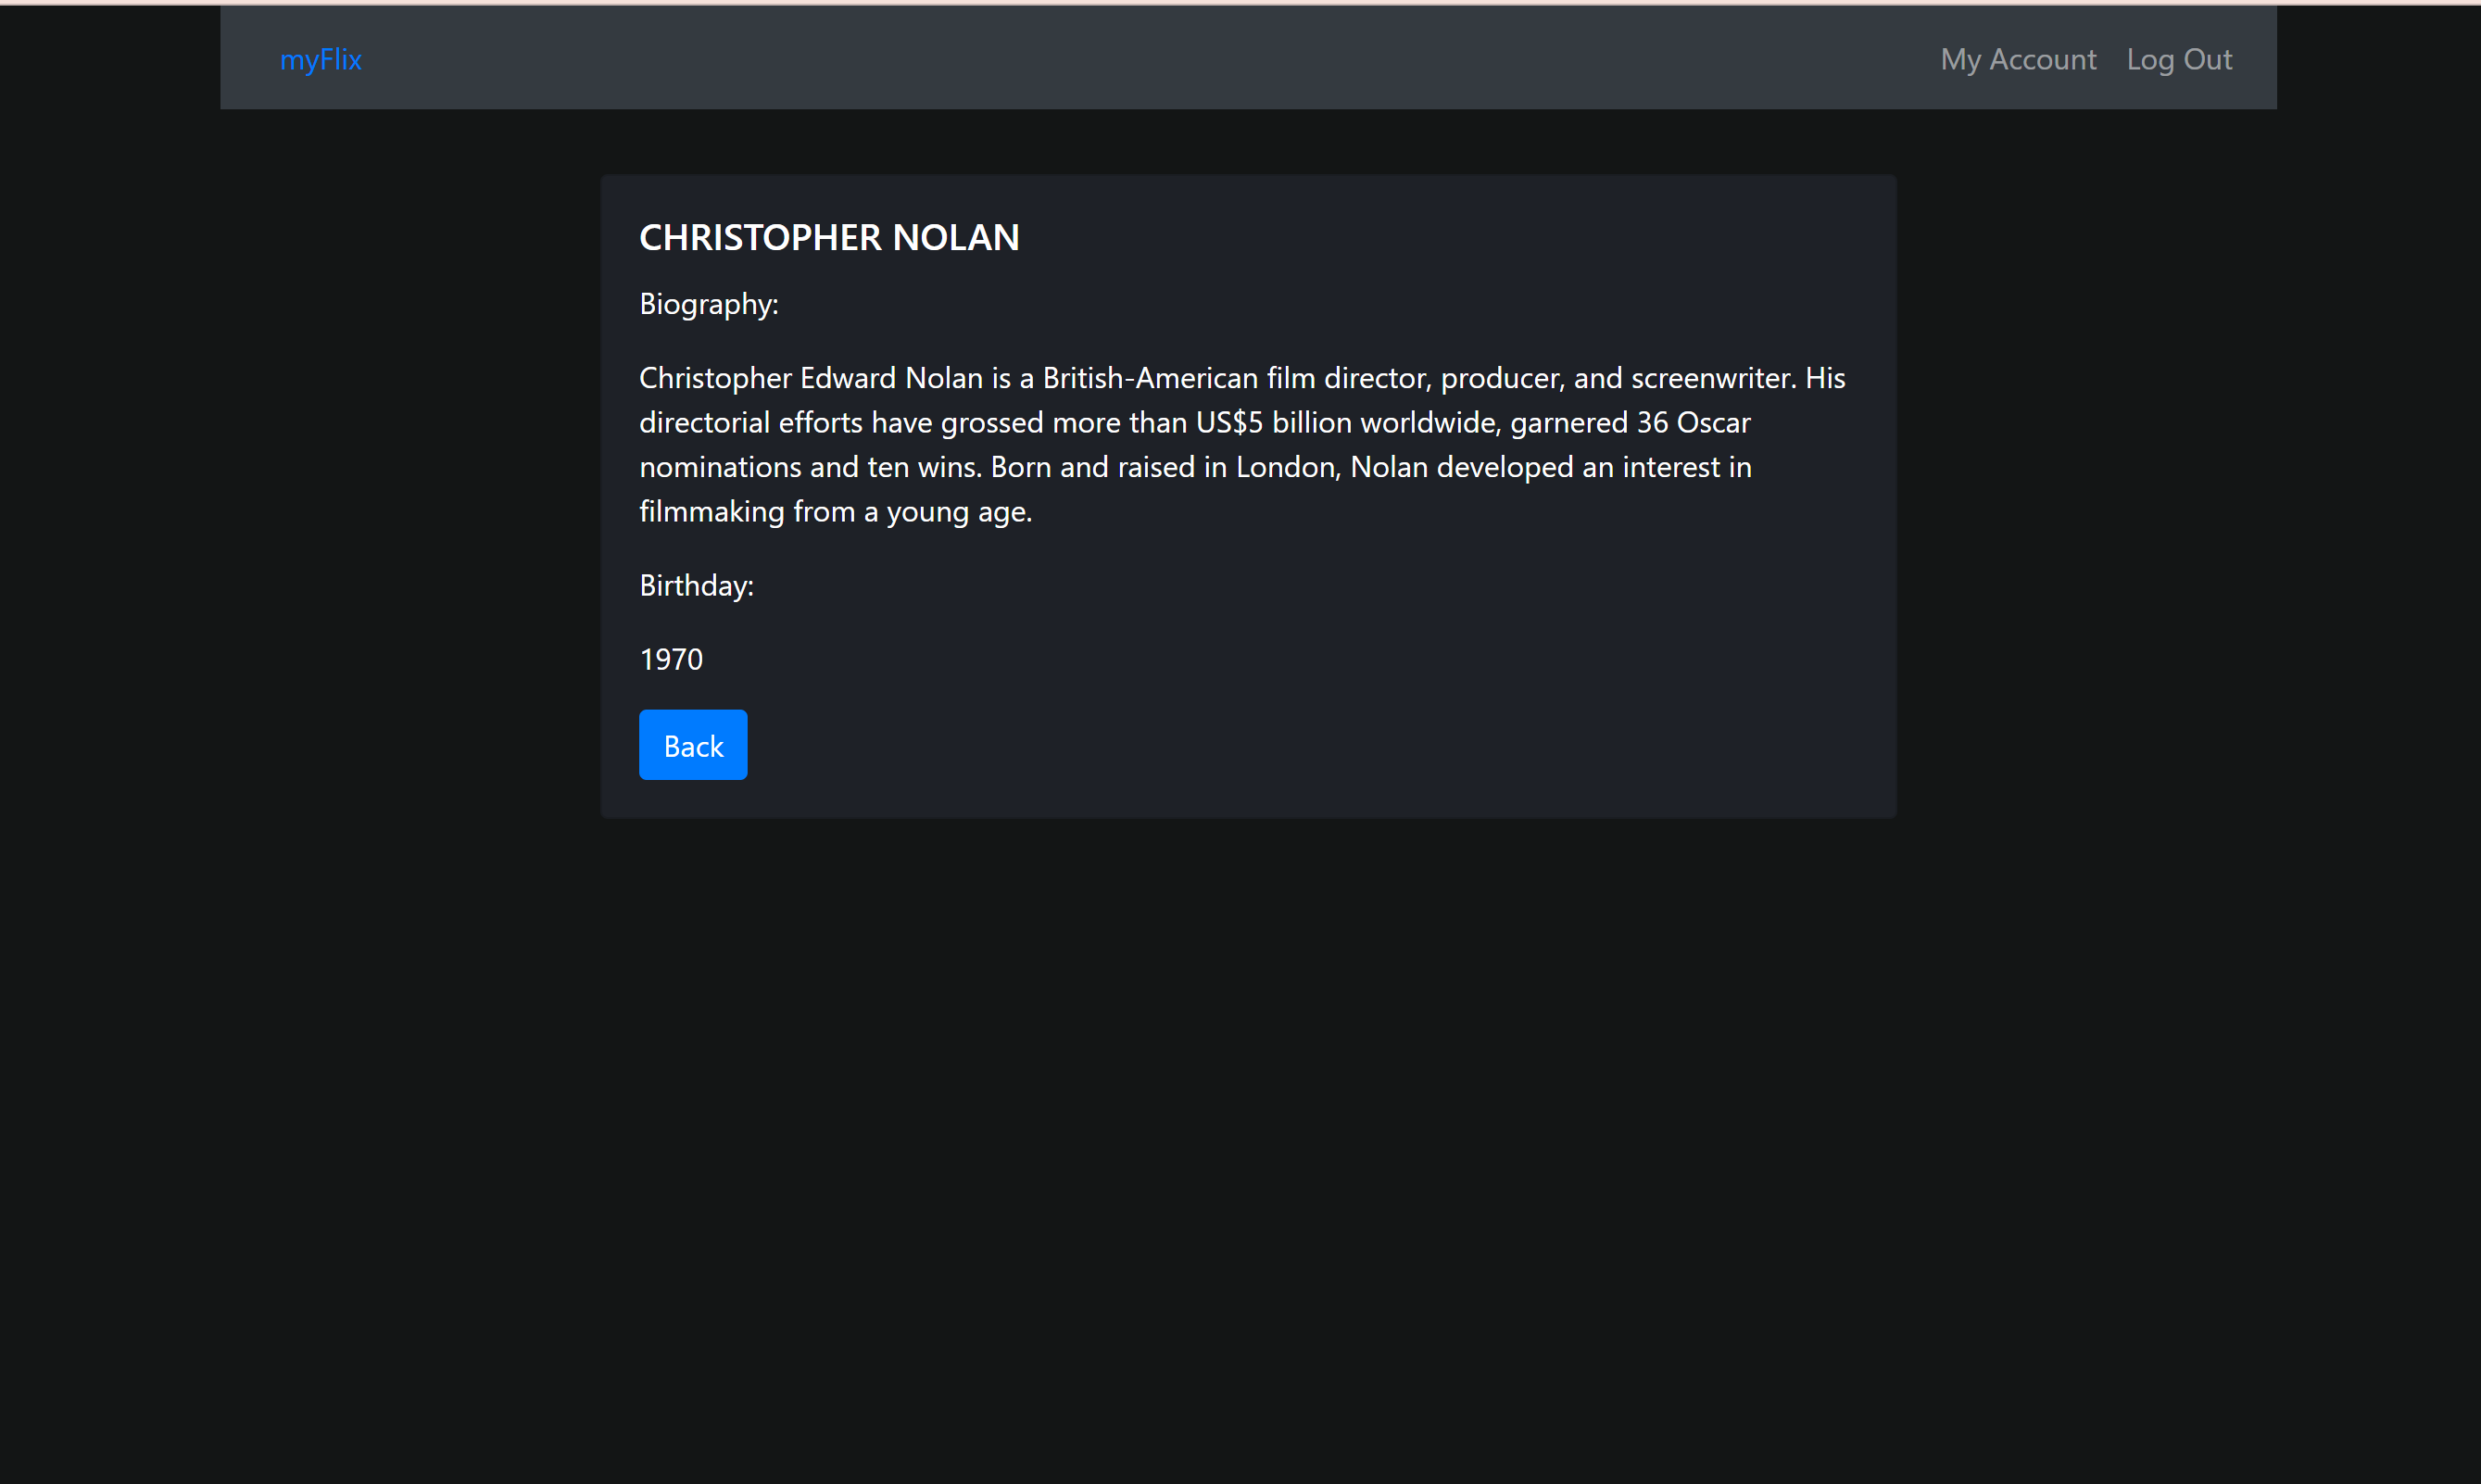 myFlix
My Account
Log Out
CHRISTOPHER NOLAN
Biography:
Christopher Edward Nolan is a British-American film director, producer, and screenwriter. His
directorial efforts have grossed more than US$5 billion worldwide, garnered 36 Oscar
nominations and ten wins. Born and raised in London, Nolan developed an interest in
filmmaking from a young age.
Birthday:
1970
Back